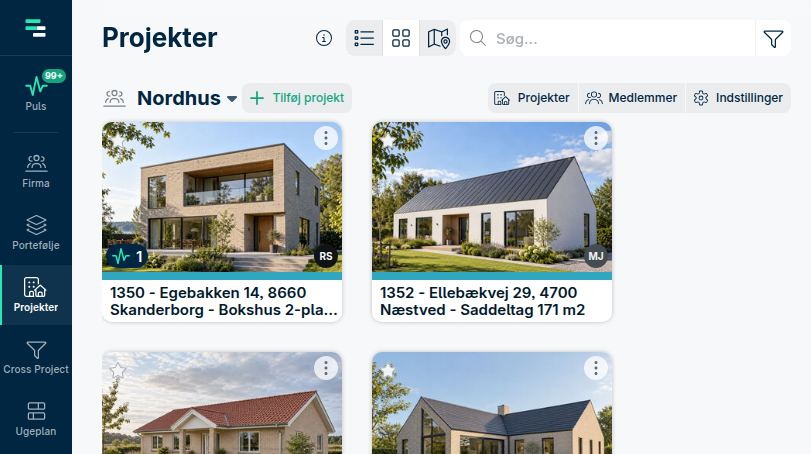 Projekter
Søg...
99+
Puls
Firma
Portefølje
Projekter
Cross Project
Ugeplan
Nordhus
Tilføj projekt
Projekter
Medlemmer
Indstillinger
1
RS
1350 - Egebakken 14, 8660
Skanderborg - Bokshus 2-pla...
MJ
1352 - Ellebækvej 29, 4700
Næstved - Saddeltag 171 m2